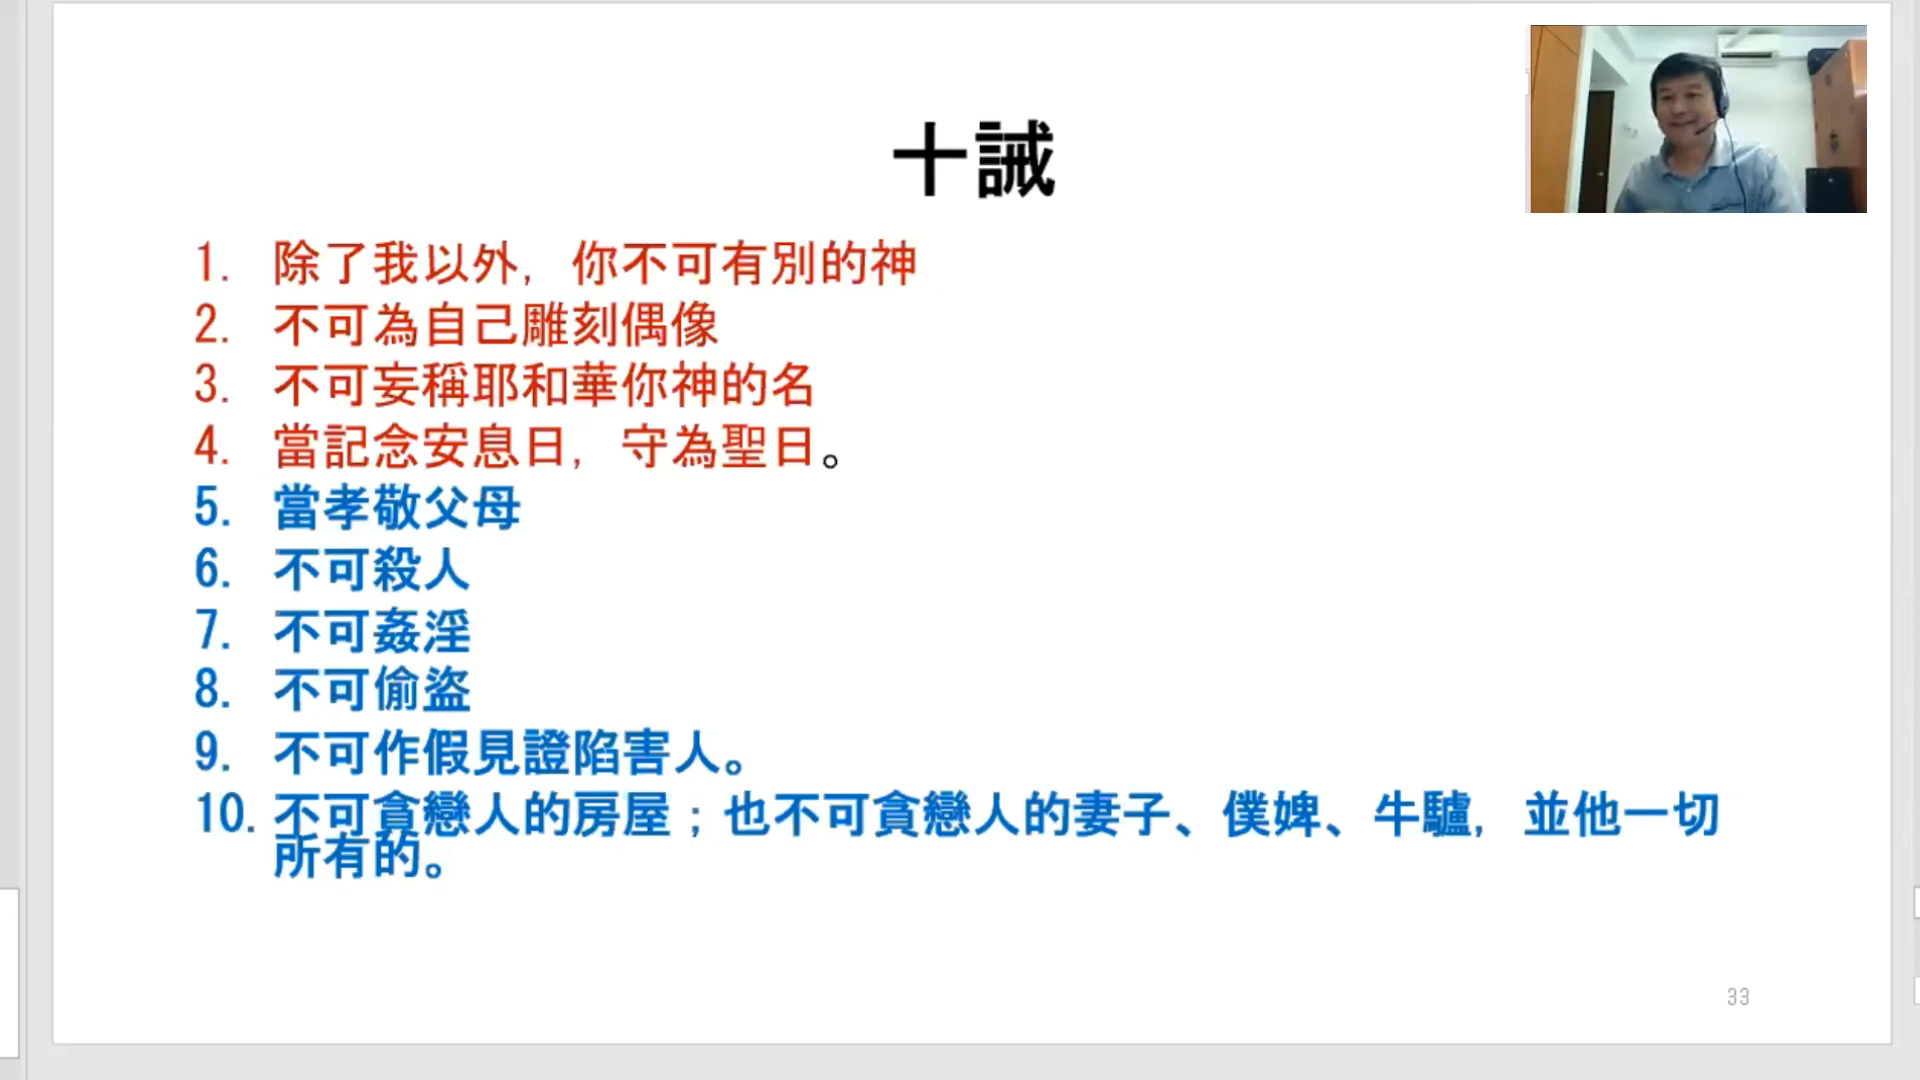 十誡
1. 除了我以外，你不可有別的神
2. 不可為自己雕刻偶像
3. 不可妄稱耶和華你神的名
4. 當記念安息日，守為聖日。
5. 當孝敬父母
6. 不可殺人
7. 不可姦淫
8. 不可偷盜
9. 不可作假見證陷害人。
10. 不可貪戀人的房屋；也不可貪戀人的妻子、僕婢、牛驢，並他一切
所有的。
33